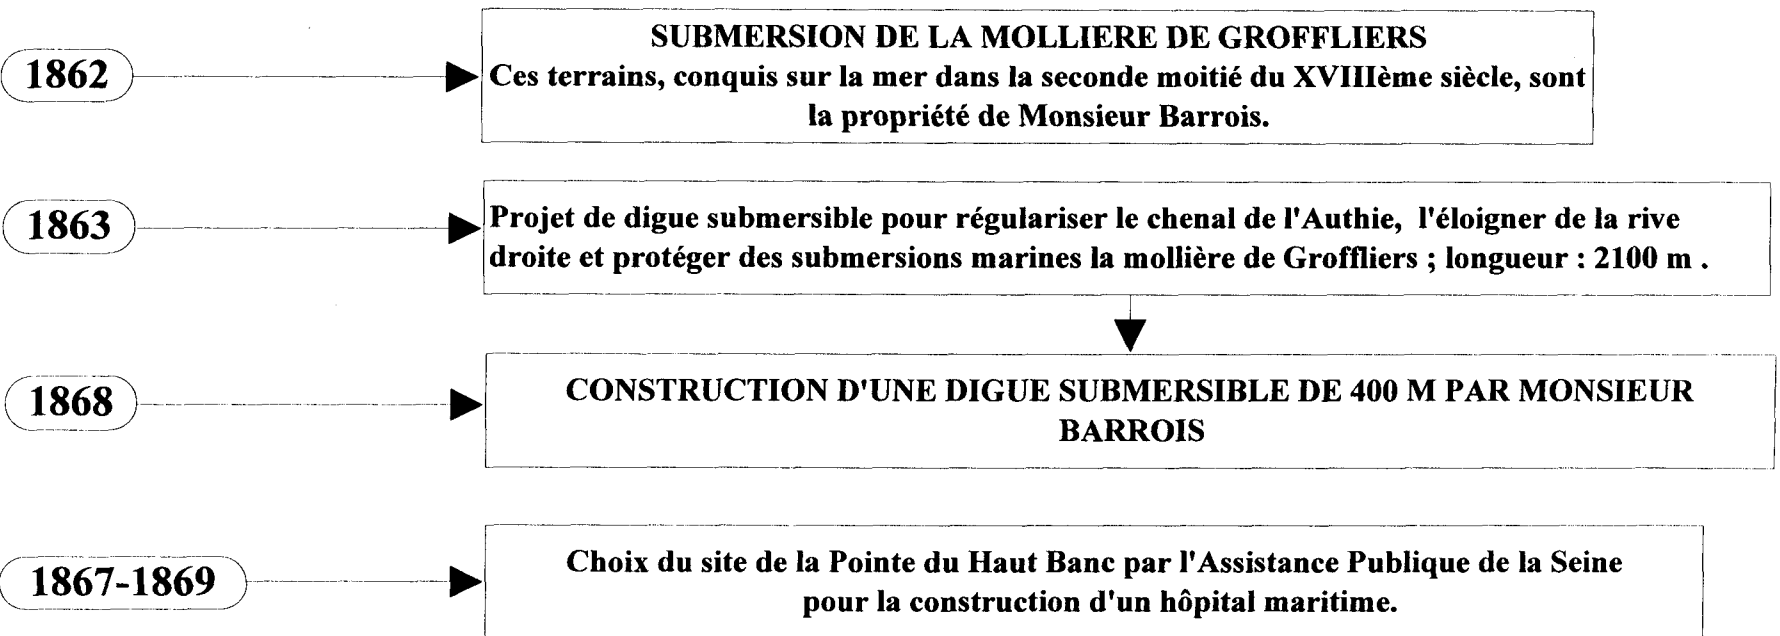 1862
SUBMERSION DE LA MOLLIERE DE GROFFLIERS
Ces terrains, conquis sur la mer dans la seconde moitié du XVIIIème siècle, sont
la propriété de Monsieur Barrois.
1863
Projet de digue submersible pour régulariser le chenal de l'Authie, l'éloigner de la rive
droite et protéger des submersions marines la mollière de Groffliers ; longueur : 2100 m .
1868
CONSTRUCTION D'UNE DIGUE SUBMERSIBLE DE 400 M PAR MONSIEUR
BARROIS
1867-1869
Choix du site de la Pointe du Haut Banc par l'Assistance Publique de la Seine
pour la construction d'un hôpital maritime.